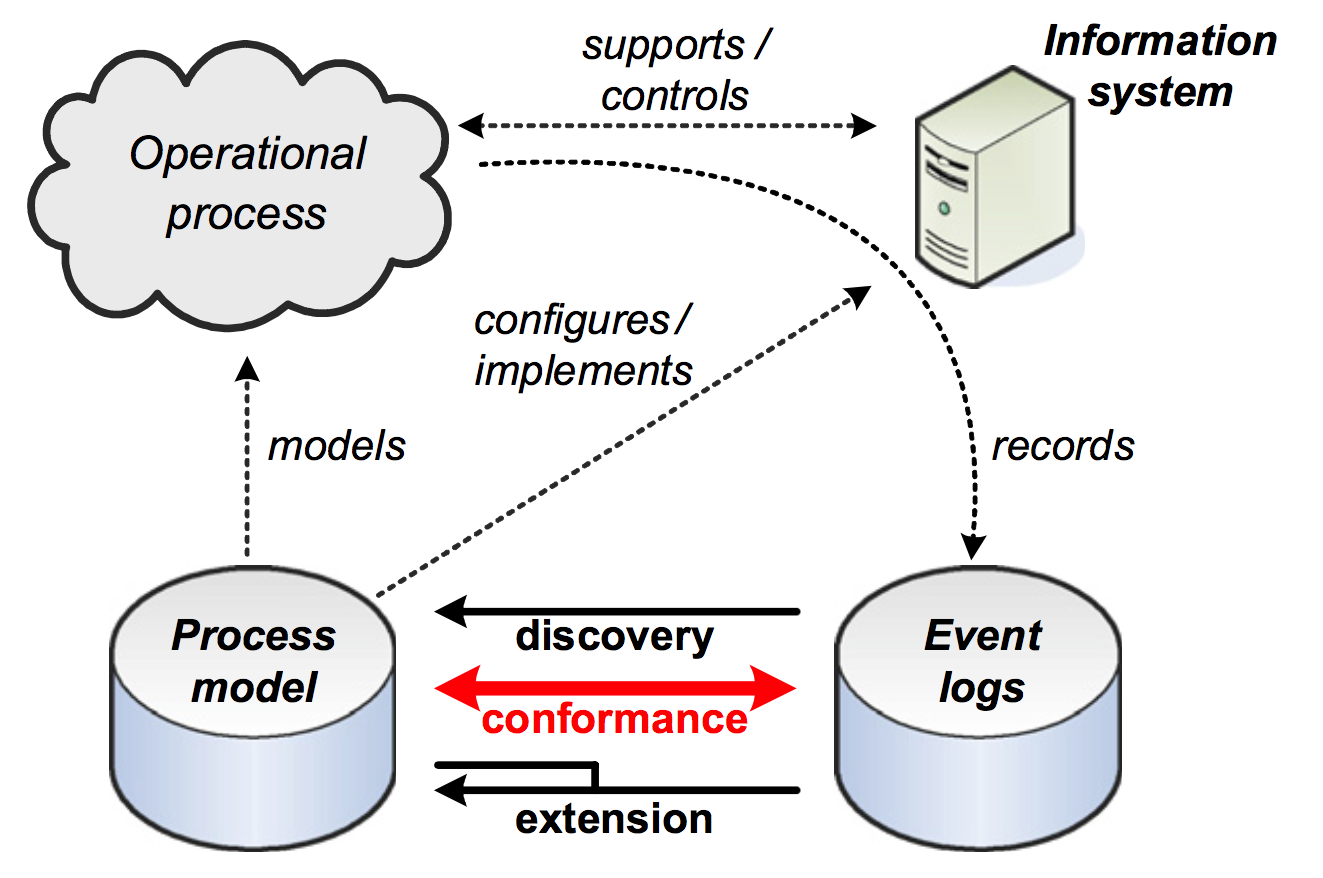 supports /
controls
Information
system
Operational
process
configures /
implements
models
records
Process
model
discovery
conformance
extension
Event
logs